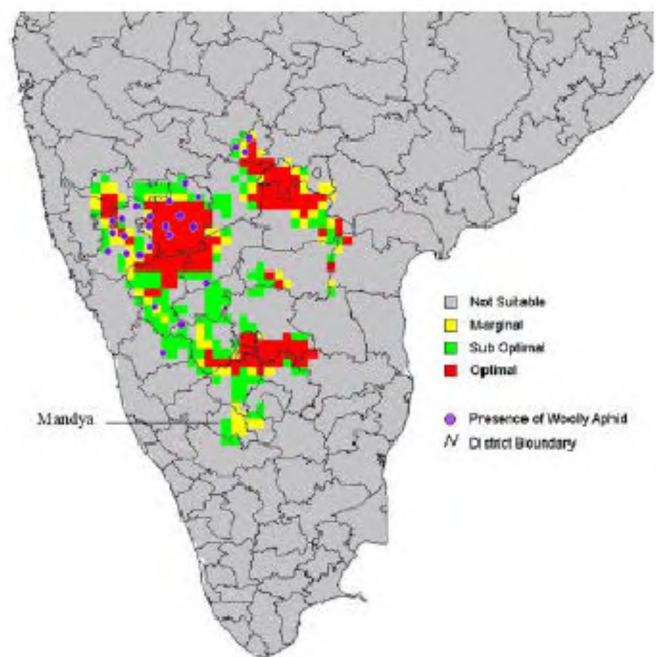 Not Suitable
Marginal
Sub Optimal
Optimal
Mandya
Presence of Woolly Aphid
District Boundary